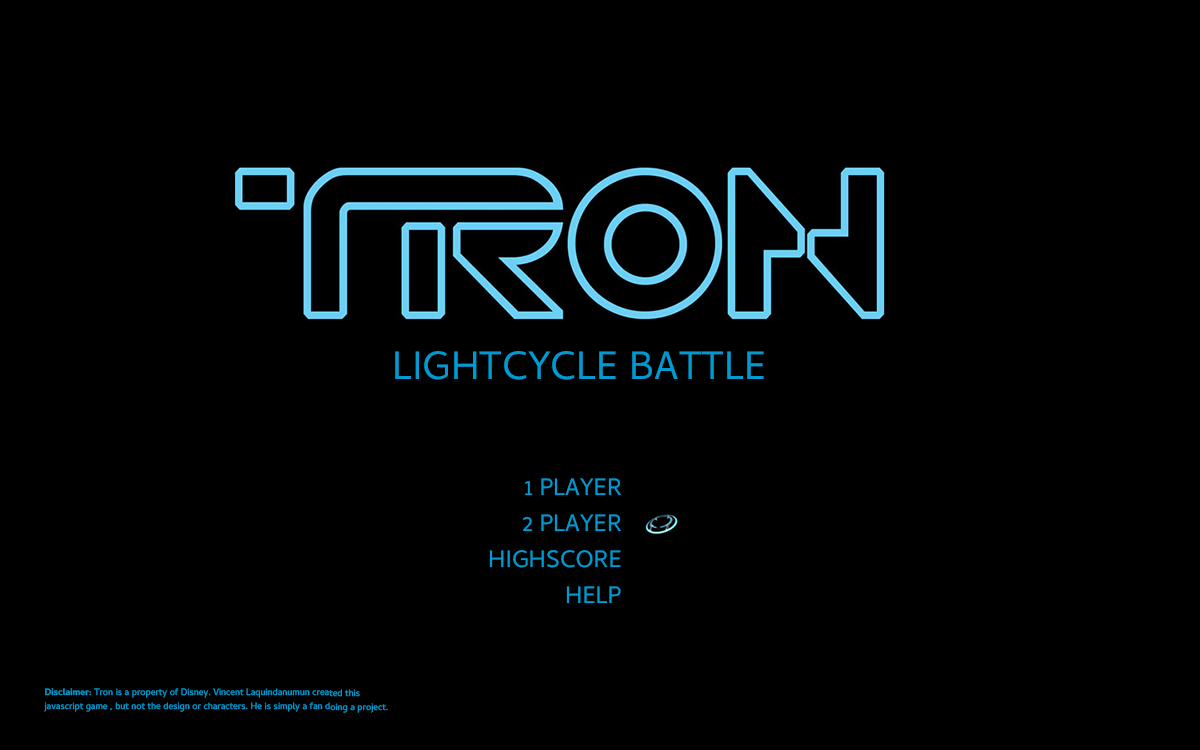 TRON
LIGHTCYCLE BATTLE
1 PLAYER
2 PLAYER
HIGHSCORE
HELP
Disclaimer: Tron is a property of Disney. Vincent Laquindanumun created this
javascript game , but not the design or characters. He is simply a fan doing a project.